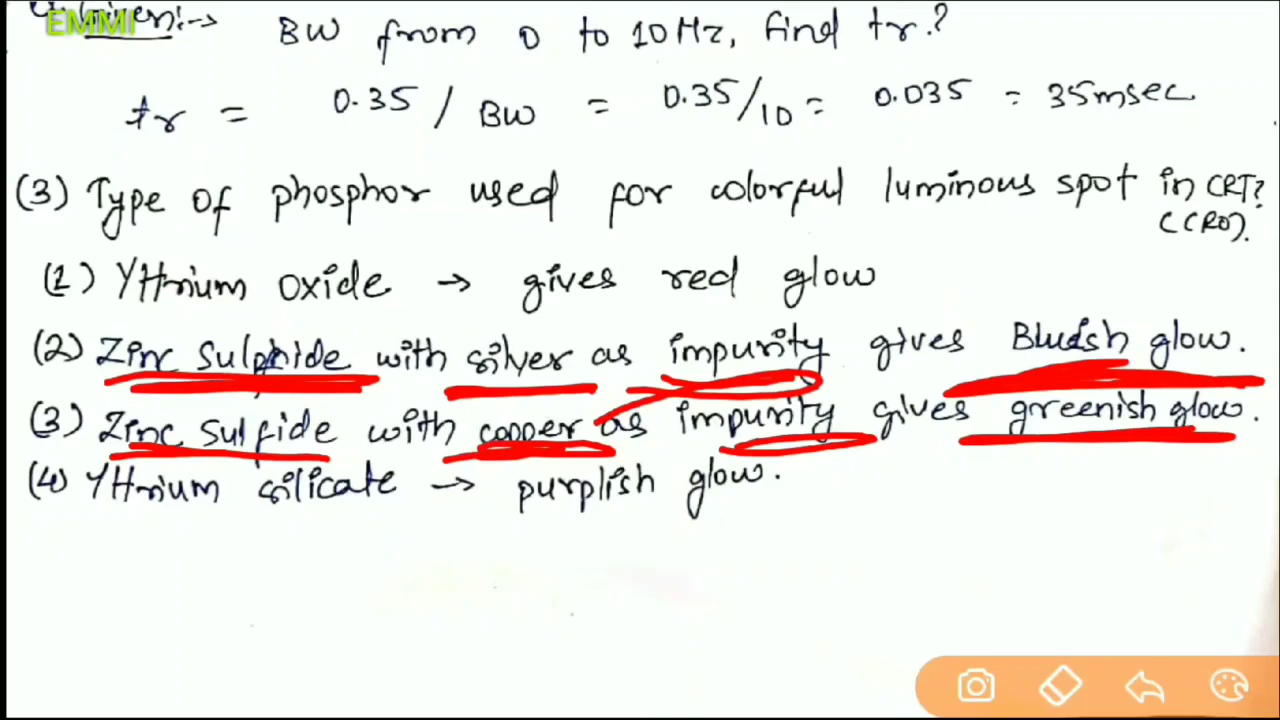 EMMI
BW from 0 to 10Hz, find tr.?
tr = 0.35 / BW = 0.35/10 = 0.035 = 35msec
(3) Type of phosphor used for colorful luminous spot in CRT?
(CRO).
(1) Yttrium oxide → gives red glow
(2) Zinc sulphide with silver as impurity gives Bluish glow.
(3) Zinc sulfide with copper as impurity gives greenish glow.
(4) Yttrium silicate → purplish glow.